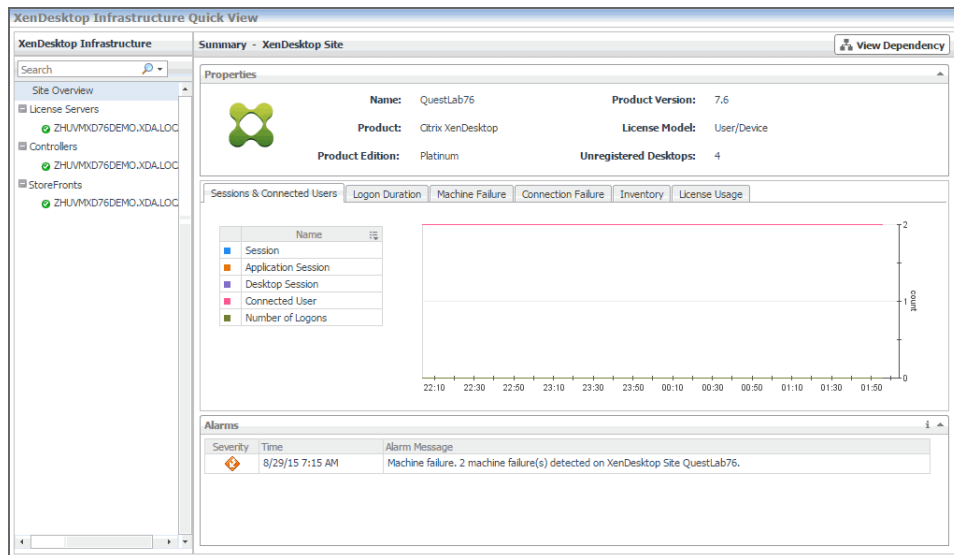 XenDesktop Infrastructure Quick View
XenDesktop Infrastructure
Search
Site Overview
License Servers
ZHUVMXD76DEMO.XDA.LOC
Controllers
ZHUVMXD76DEMO.XDA.LOC
StoreFronts
ZHUVMXD76DEMO.XDA.LOC
Summary - XenDesktop Site
View Dependency
Properties
Name: QuestLab76 Product Version: 7.6
Product: Citrix XenDesktop License Model: User/Device
Product Edition: Platinum Unregistered Desktops: 4
Sessions & Connected Users Logon Duration Machine Failure Connection Failure Inventory License Usage
Name
Session
Application Session
Desktop Session
Connected User
Number of Logons
2
1
0
count
22:10 22:30 22:50 23:10 23:30 23:50 00:10 00:30 00:50 01:10 01:30 01:50
Alarms
Severity Time Alarm Message
8/29/15 7:15 AM Machine failure. 2 machine failure(s) detected on XenDesktop Site QuestLab76.